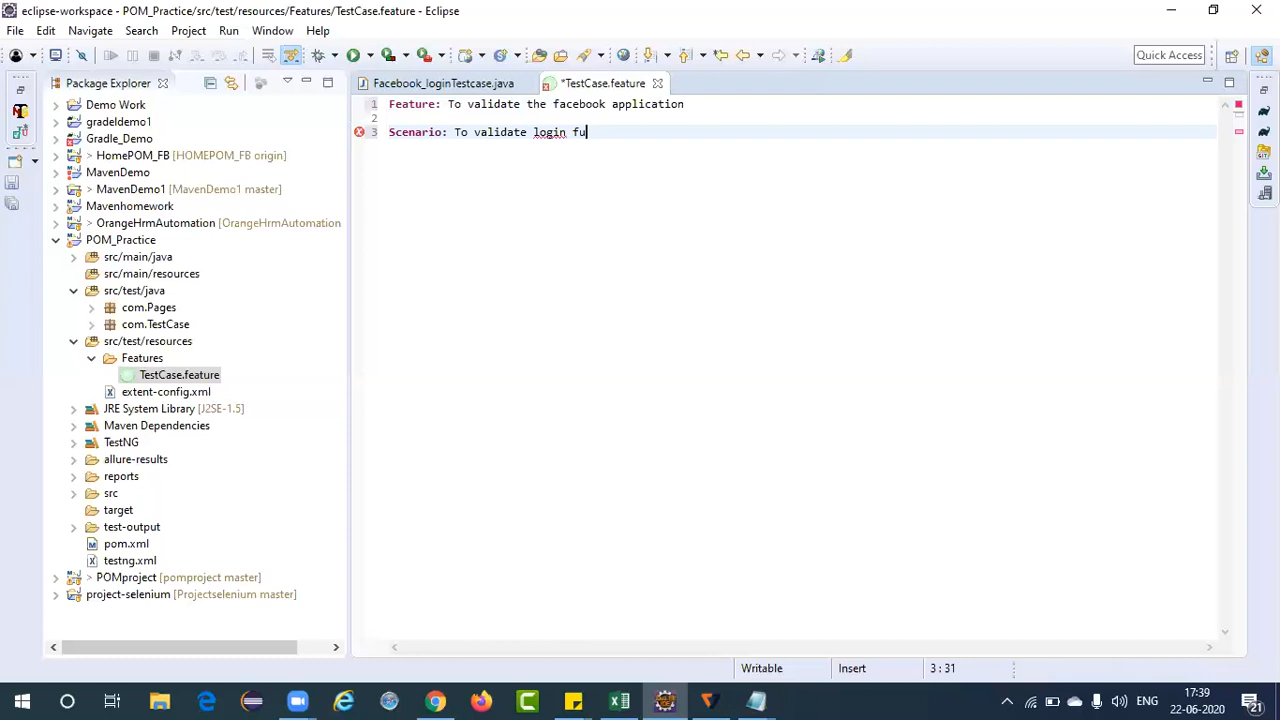 eclipse-workspace - POM_Practice/src/test/resources/Features/TestCase.feature - Eclipse
File Edit Navigate Search Project Run Window Help
Quick Access
Package Explorer
Facebook_loginTestcase.java
*TestCase.feature
Demo Work
gradeldemo1
Gradle_Demo
> HomePOM_FB [HOMEPOM_FB origin]
MavenDemo
> MavenDemo1 [MavenDemo1 master]
Mavenhomework
> OrangeHrmAutomation [OrangeHrmAutomation
POM_Practice
src/main/java
src/main/resources
src/test/java
com.Pages
com.TestCase
src/test/resources
Features
TestCase.feature
extent-config.xml
JRE System Library [J2SE-1.5]
Maven Dependencies
TestNG
allure-results
reports
src
target
test-output
pom.xml
testng.xml
> POMproject [pomproject master]
> project-selenium [Projectselenium master]
1 Feature: To validate the facebook application
2
3 Scenario: To validate login fu
Writable Insert 3 : 31
ENG
17:39
22-06-2020
21